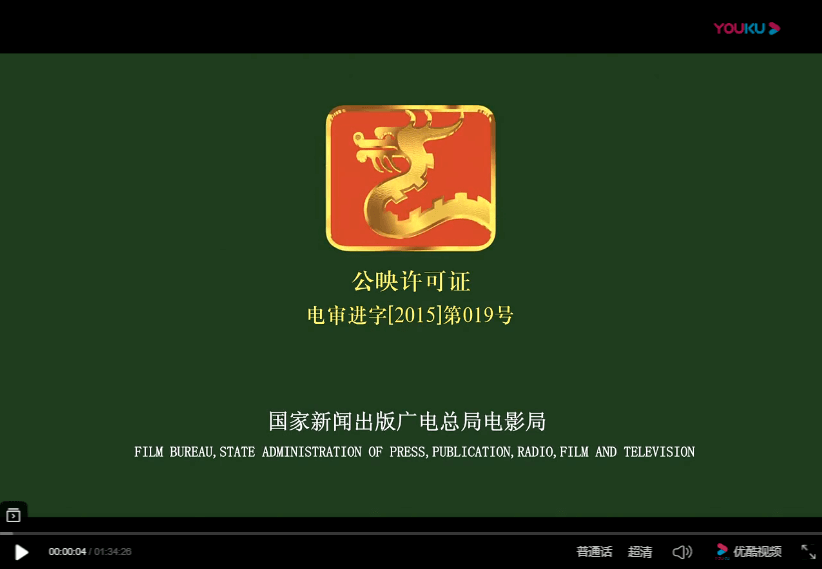 YOUKU
公映许可证
电审进字[2015]第019号
国家新闻出版广电总局电影局
FILM BUREAU,STATE ADMINISTRATION OF PRESS,PUBLICATION,RADIO,FILM AND TELEVISION
00:00:04 / 01:34:26 普通话 超清 优酷视频